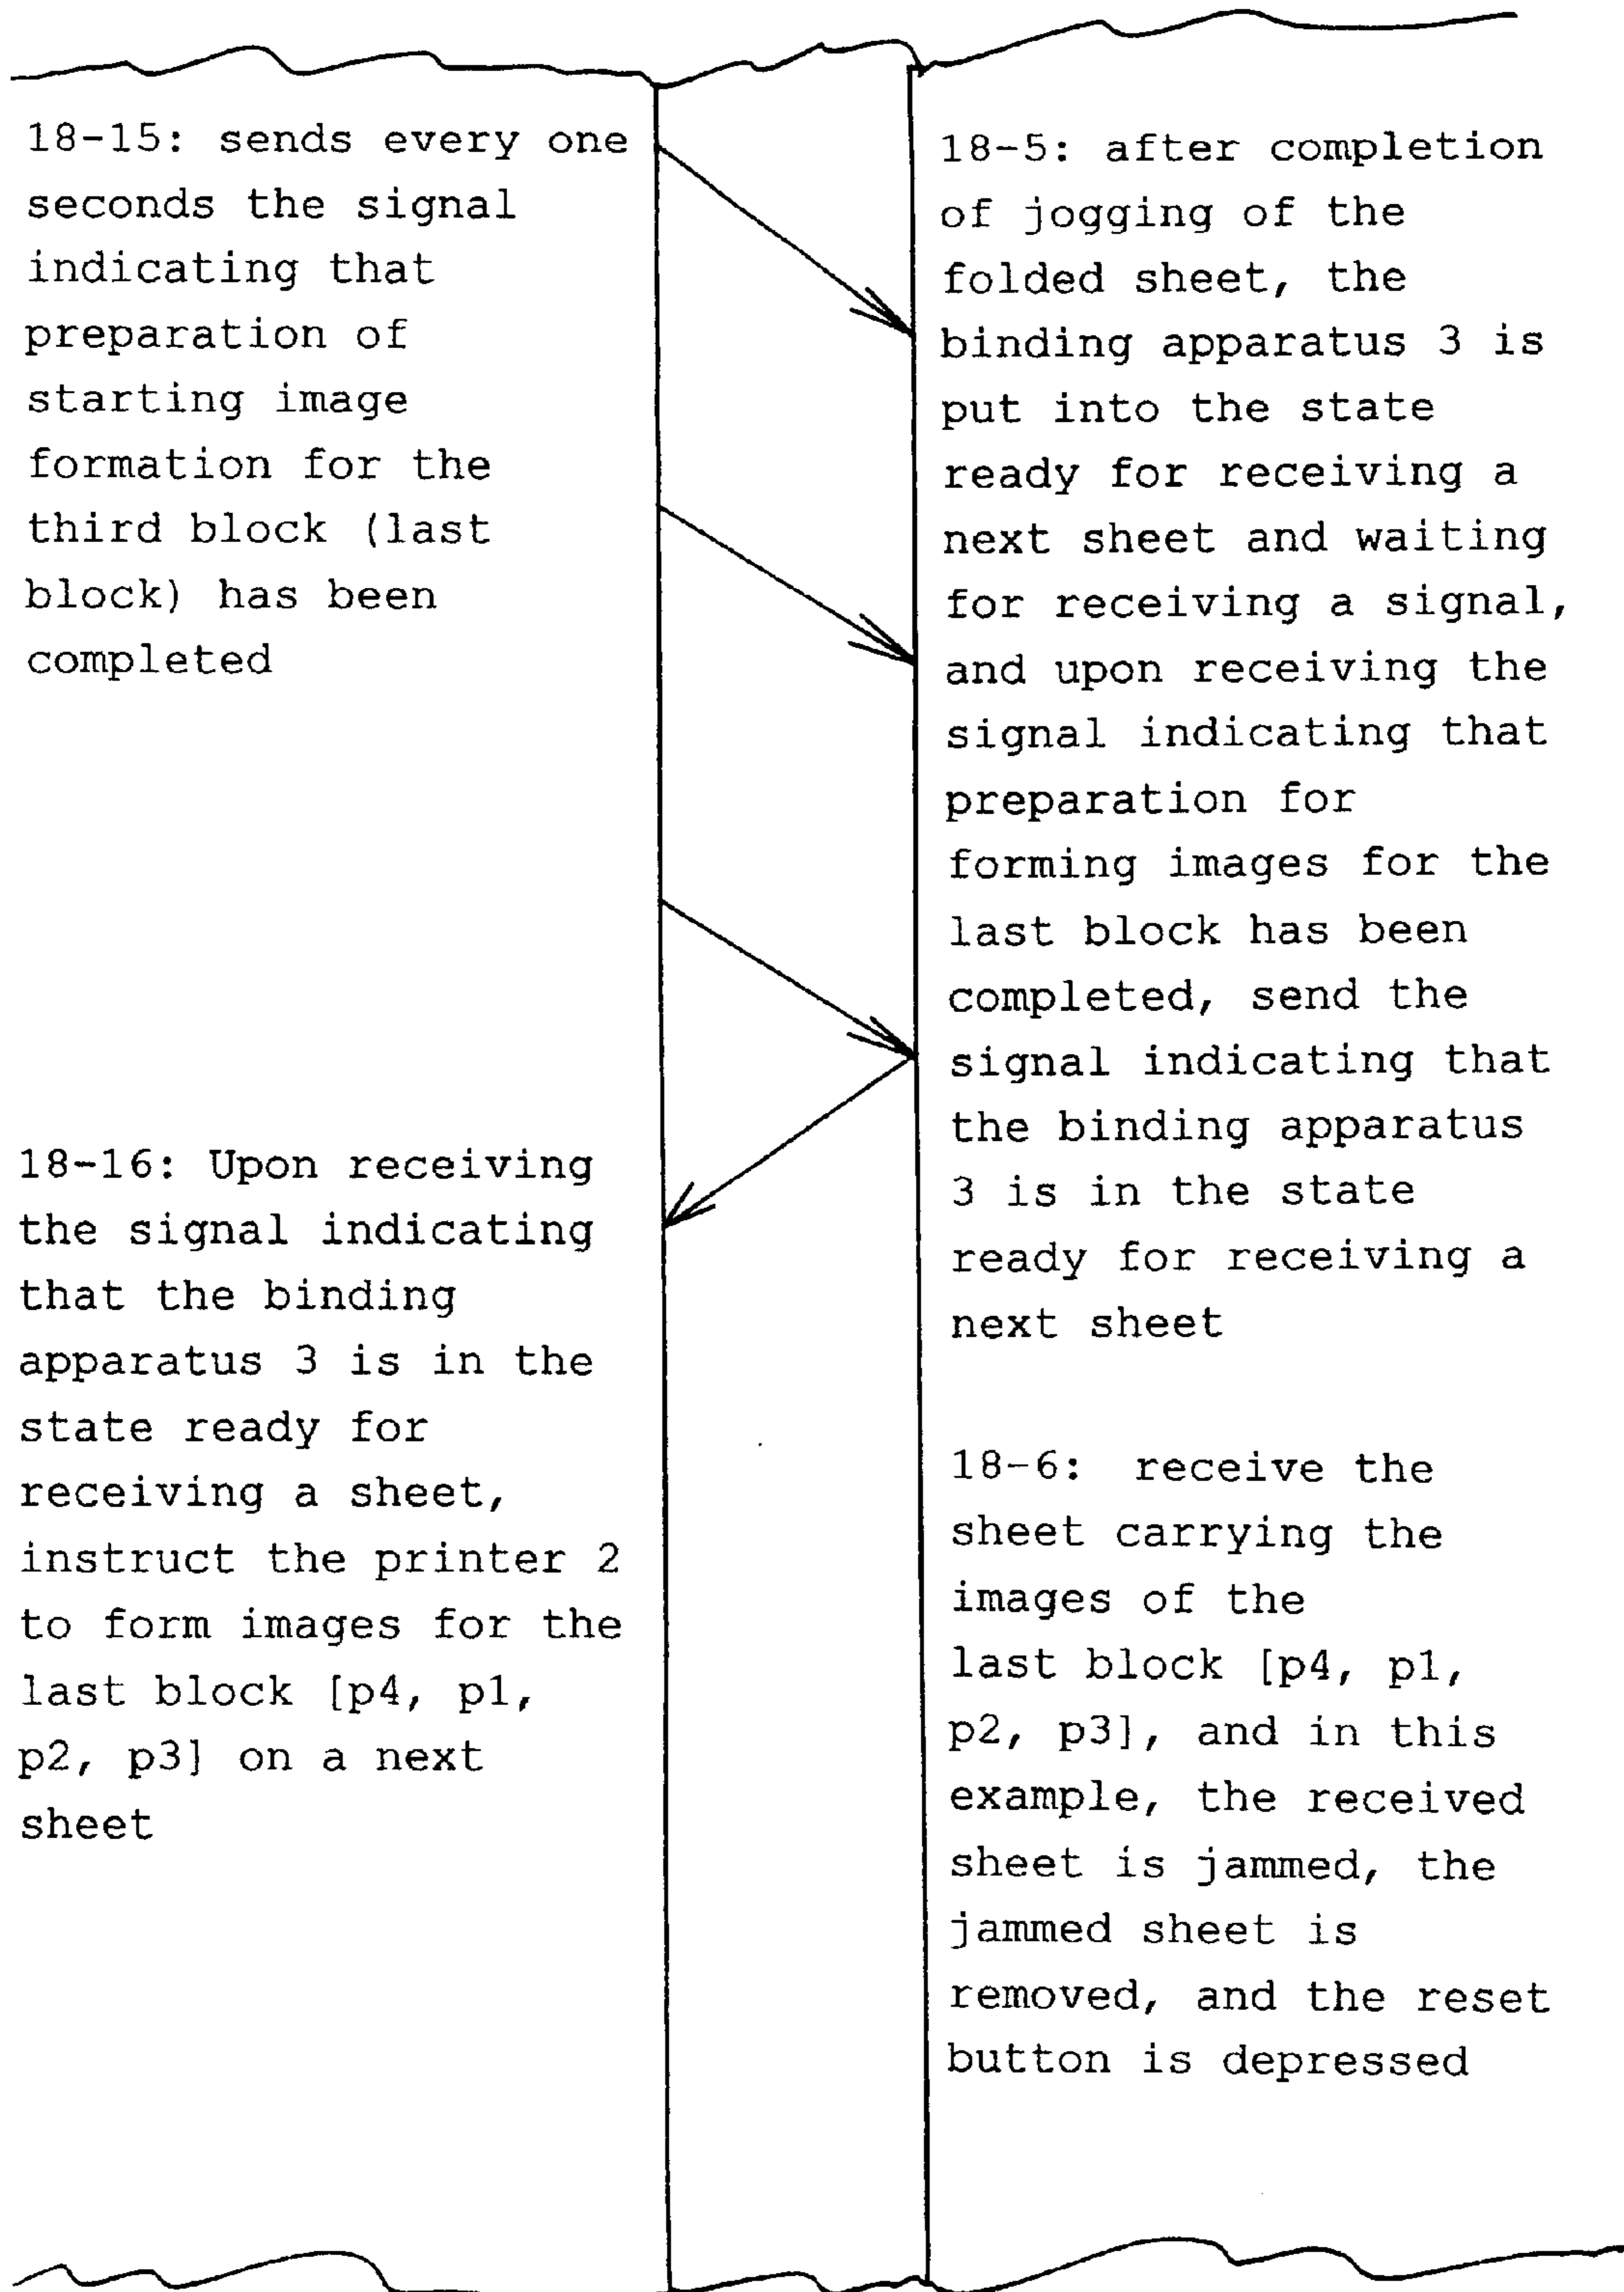 18-15: sends every one
seconds the signal
indicating that
preparation of
starting image
formation for the
third block (last
block) has been
completed
18-16: Upon receiving
the signal indicating
that the binding
apparatus 3 is in the
state ready for
receiving a sheet,
instruct the printer 2
to form images for the
last block [p4, p1,
p2, p3] on a next
sheet
18-5: after completion
of jogging of the
folded sheet, the
binding apparatus 3 is
put into the state
ready for receiving a
next sheet and waiting
for receiving a signal,
and upon receiving the
signal indicating that
preparation for
forming images for the
last block has been
completed, send the
signal indicating that
the binding apparatus
3 is in the state
ready for receiving a
next sheet
18-6: receive the
sheet carrying the
images of the
last block [p4, p1,
p2, p3], and in this
example, the received
sheet is jammed, the
jammed sheet is
removed, and the reset
button is depressed